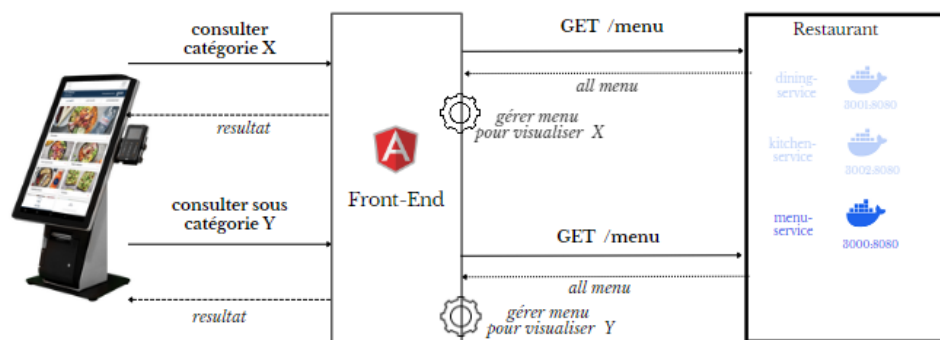 consulter
catégorie X
resultat
consulter sous
catégorie Y
resultat
A
Front-End
GET /menu
all menu
gérer menu
pour visualiser X
GET /menu
all menu
gérer menu
pour visualiser Y
Restaurant
dining-
service
3001:8080
kitchen-
service
3002:8080
menu-
service
3000:8080